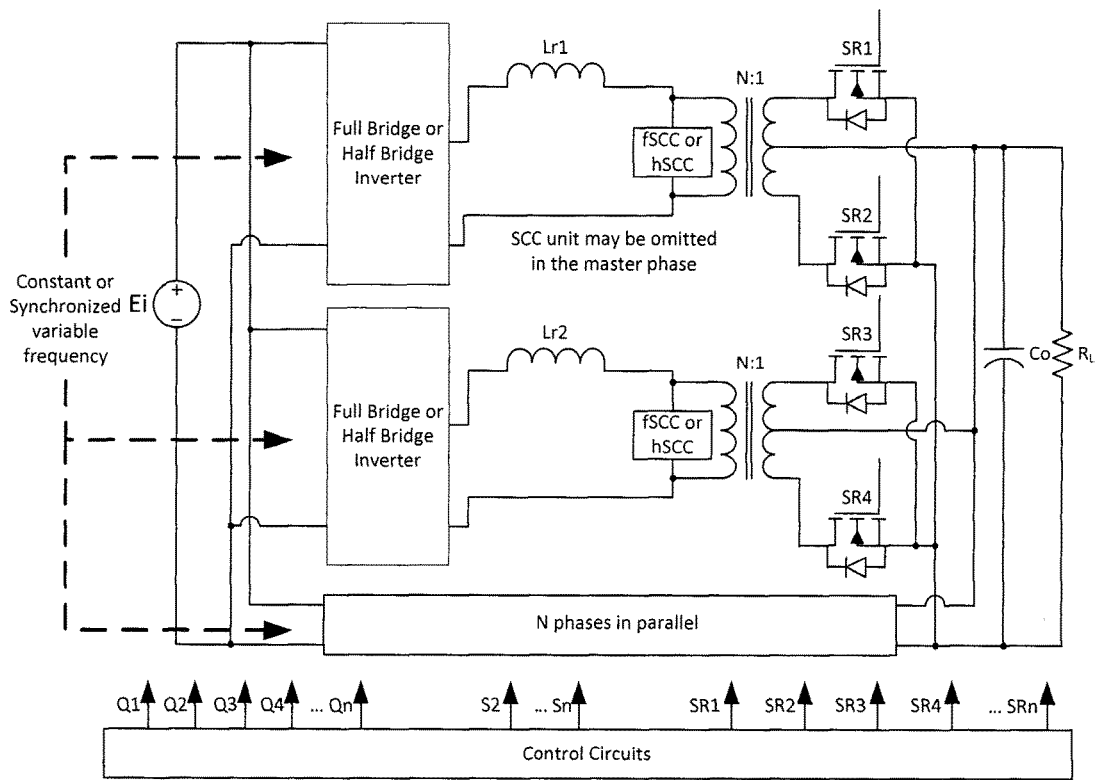 Lr1
SR1
N:1
Full Bridge or
Half Bridge
Inverter
fSCC or
hSCC
SR2
SCC unit may be omitted
in the master phase
Constant or
Synchronized
variable
frequency
Ei
+
−
Lr2
SR3
N:1
Co
RL
Full Bridge or
Half Bridge
Inverter
fSCC or
hSCC
SR4
N phases in parallel
Q1 Q2 Q3 Q4 ... Qn S2 ... Sn SR1 SR2 SR3 SR4 ... SRn
Control Circuits